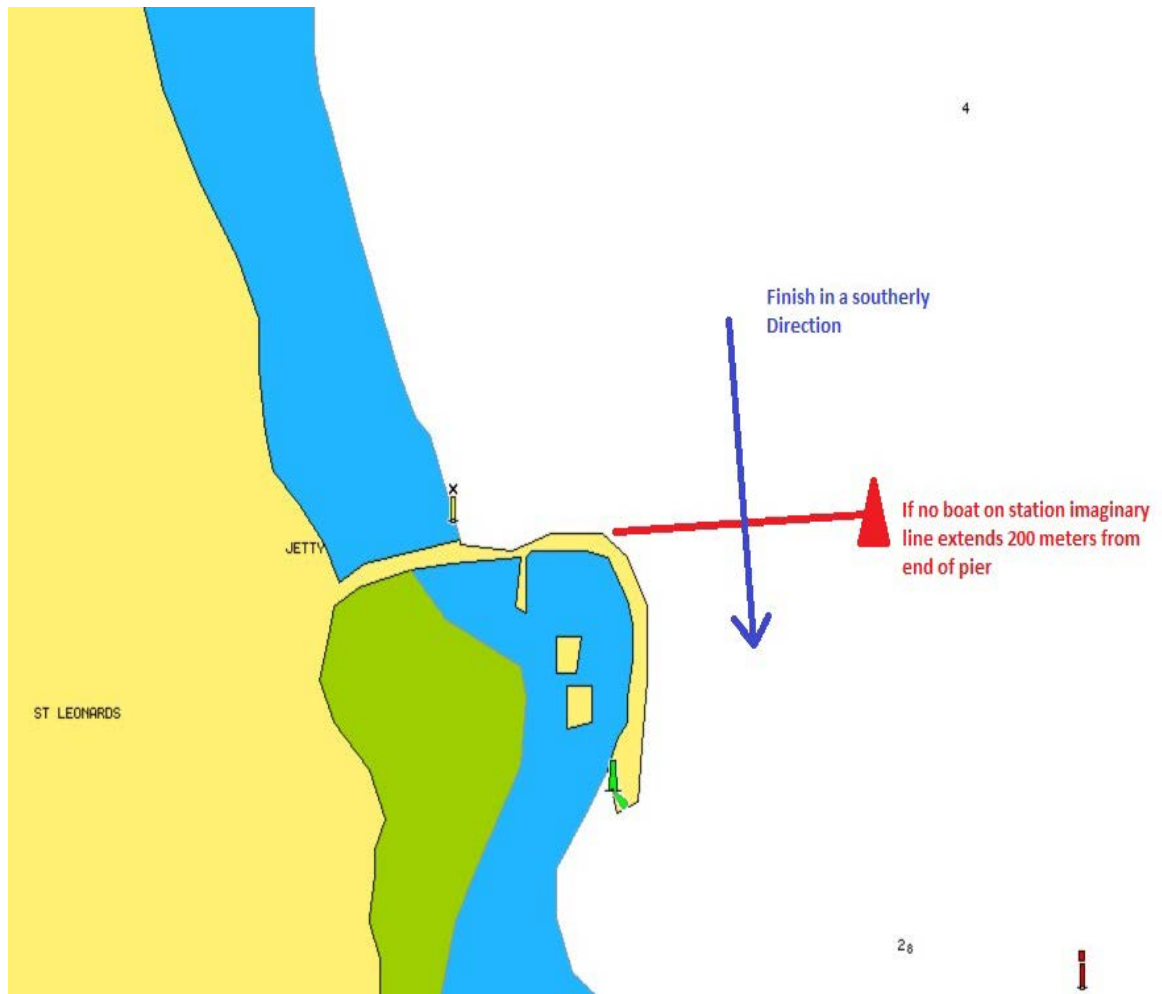 4
Finish in a southerly
Direction
x
If no boat on station imaginary
line extends 200 meters from
end of pier
JETTY
ST LEONARDS
2₈